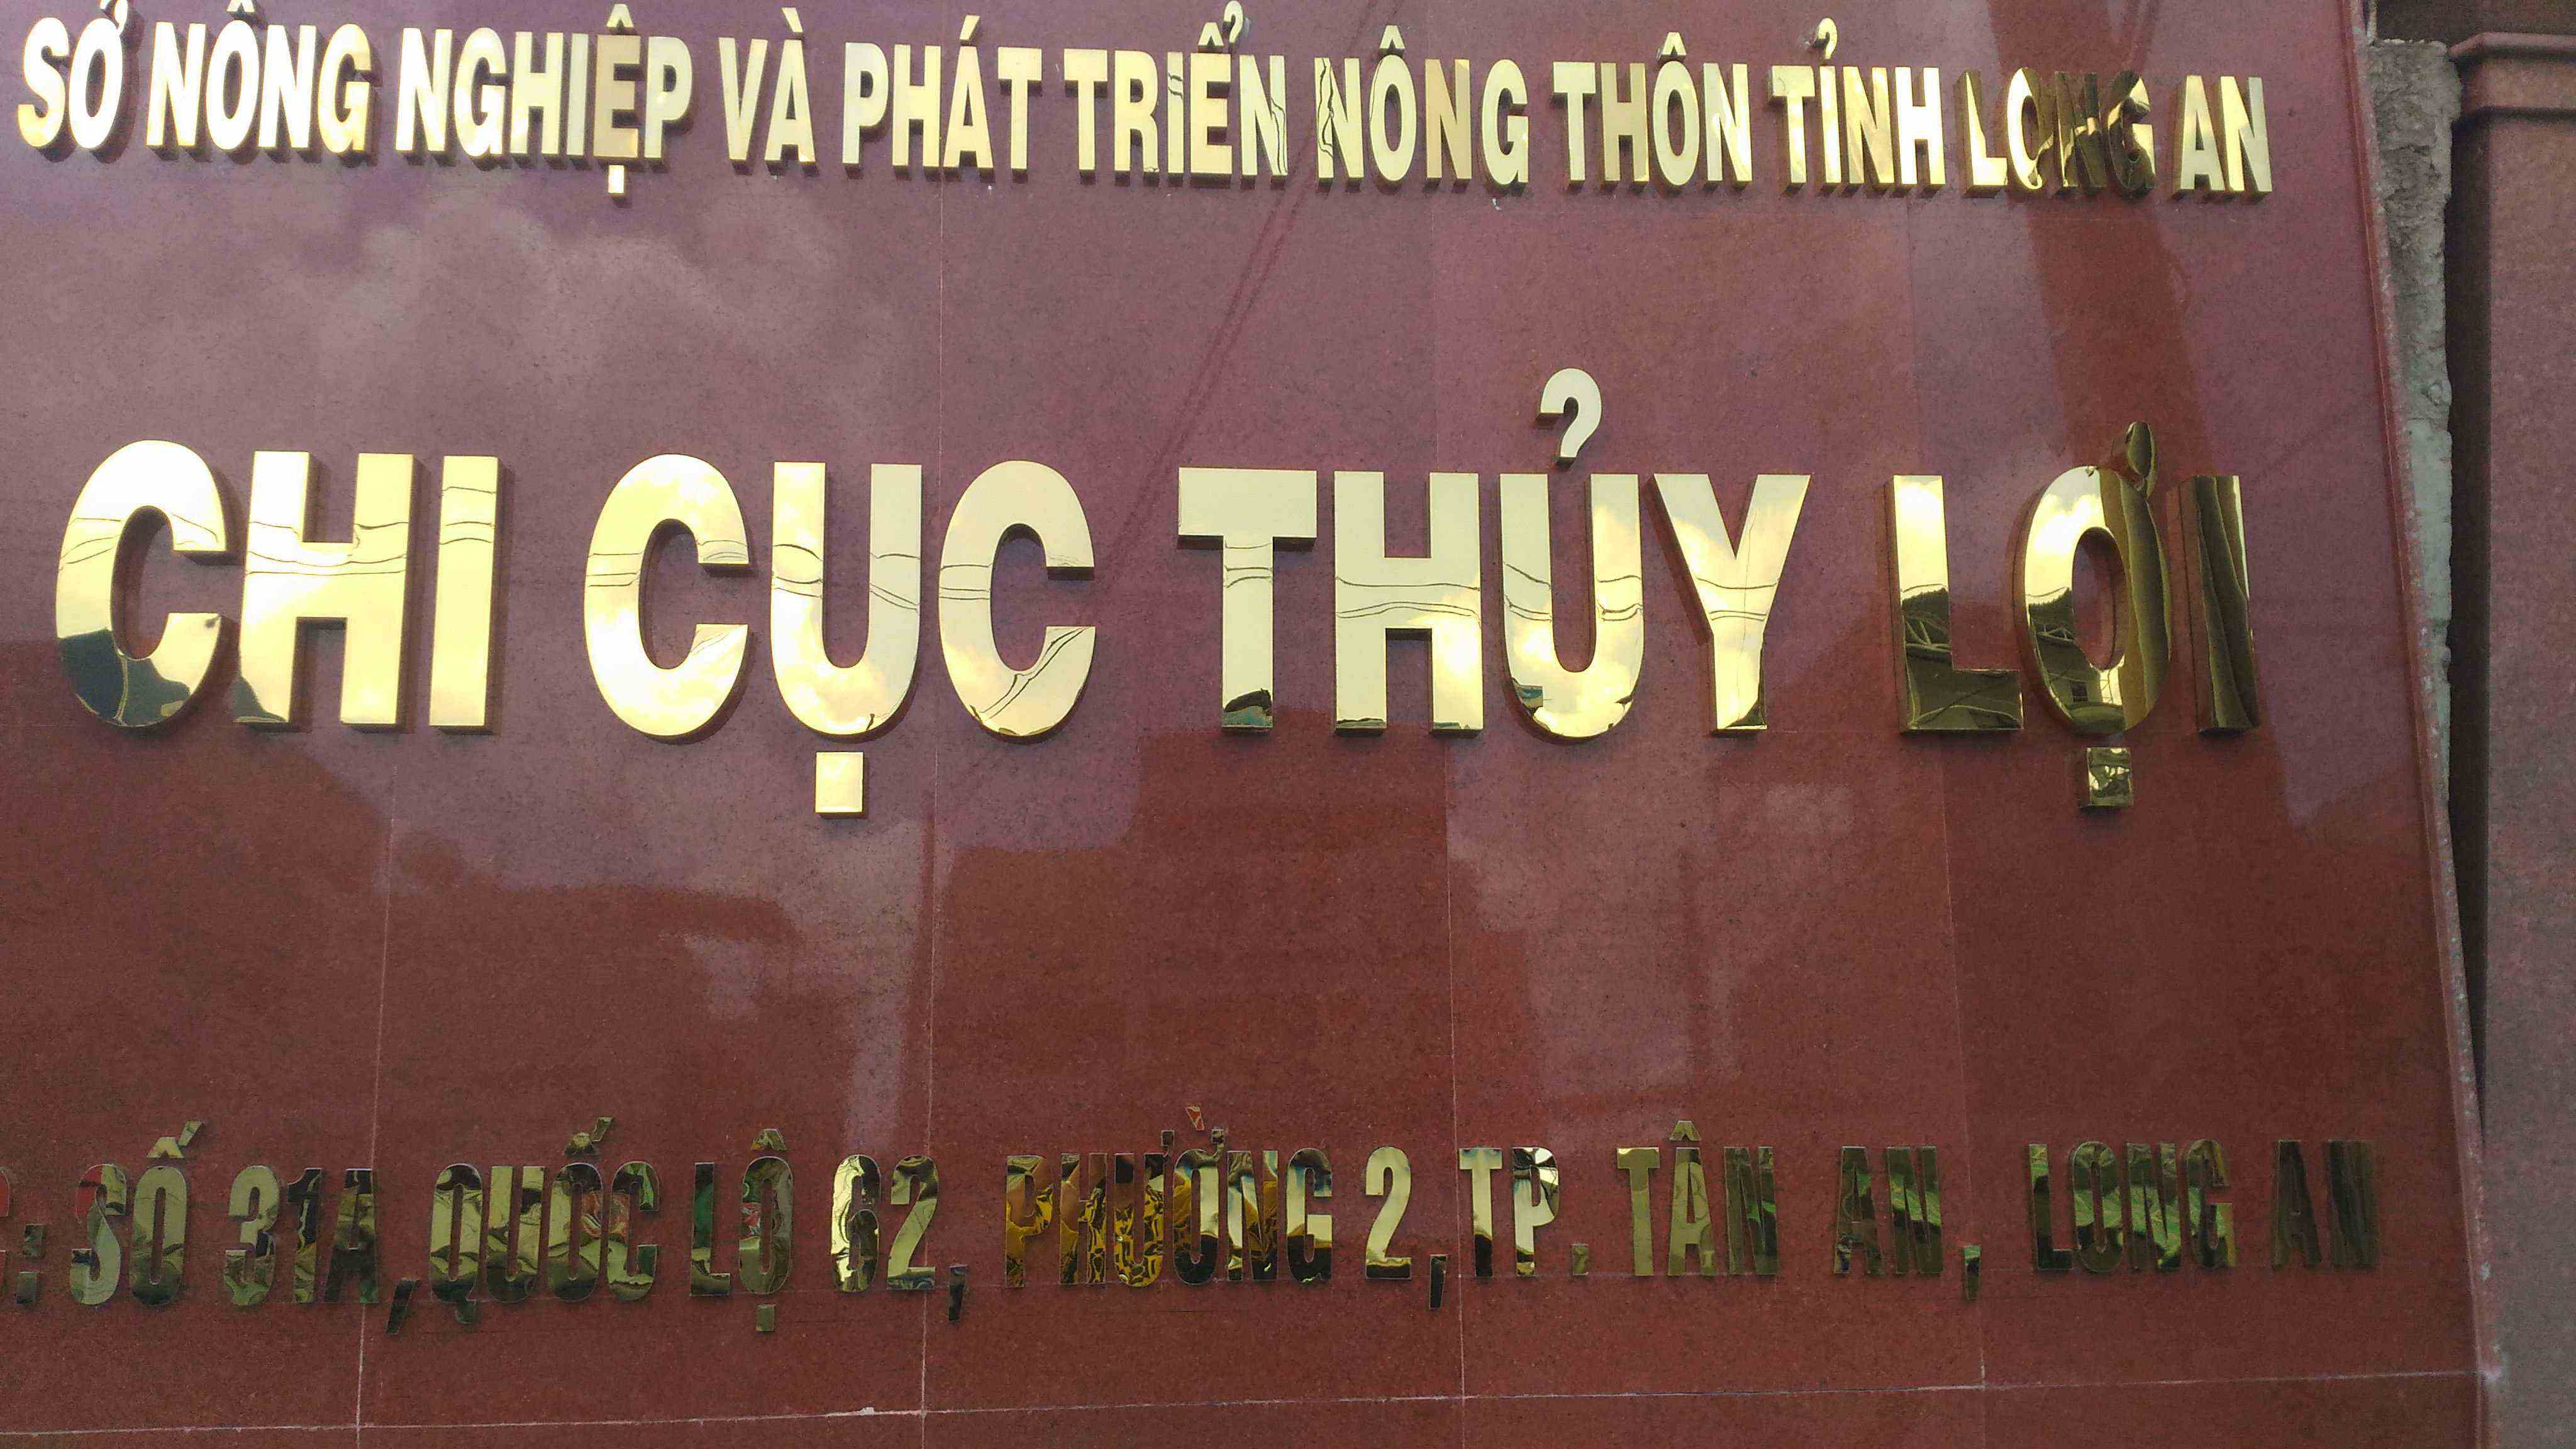 SỞ NÔNG NGHIỆP VÀ PHÁT TRIỂN NÔNG THÔN TỈNH LONG AN
CHI CỤC THỦY LỢI
C: SỐ 31A, QUỐC LỘ 62, PHƯỜNG 2, TP. TÂN AN, LONG AN